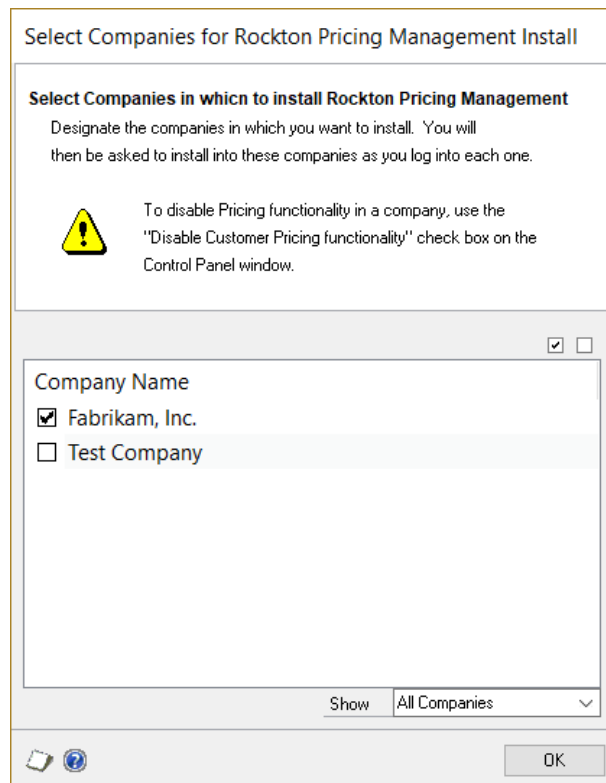 Select Companies for Rockton Pricing Management Install
Select Companies in whicn to install Rockton Pricing Management
Designate the companies in which you want to install. You will
then be asked to install into these companies as you log into each one.
To disable Pricing functionality in a company, use the
"Disable Customer Pricing functionality" check box on the
Control Panel window.
Company Name
Fabrikam, Inc.
Test Company
Show All Companies
OK